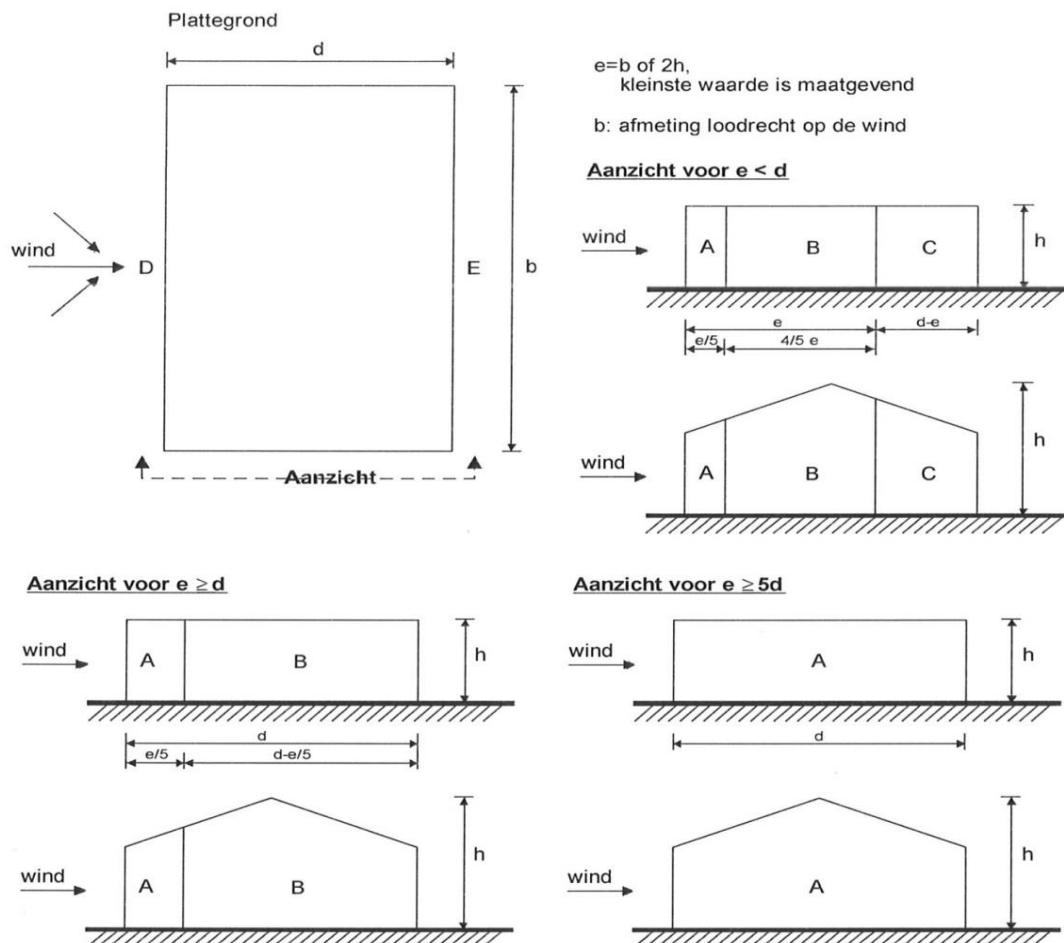 Plattegrond
d
wind
D
E
b
Aanzicht
e=b of 2h,
kleinste waarde is maatgevend
b: afmeting loodrecht op de wind
Aanzicht voor e < d
wind
A
B
C
h
e
d-e
e/5
4/5 e
wind
A
B
C
h
Aanzicht voor e ≥ d
wind
A
B
h
d
e/5
d-e/5
wind
A
B
h
Aanzicht voor e ≥ 5d
wind
A
h
d
wind
A
h